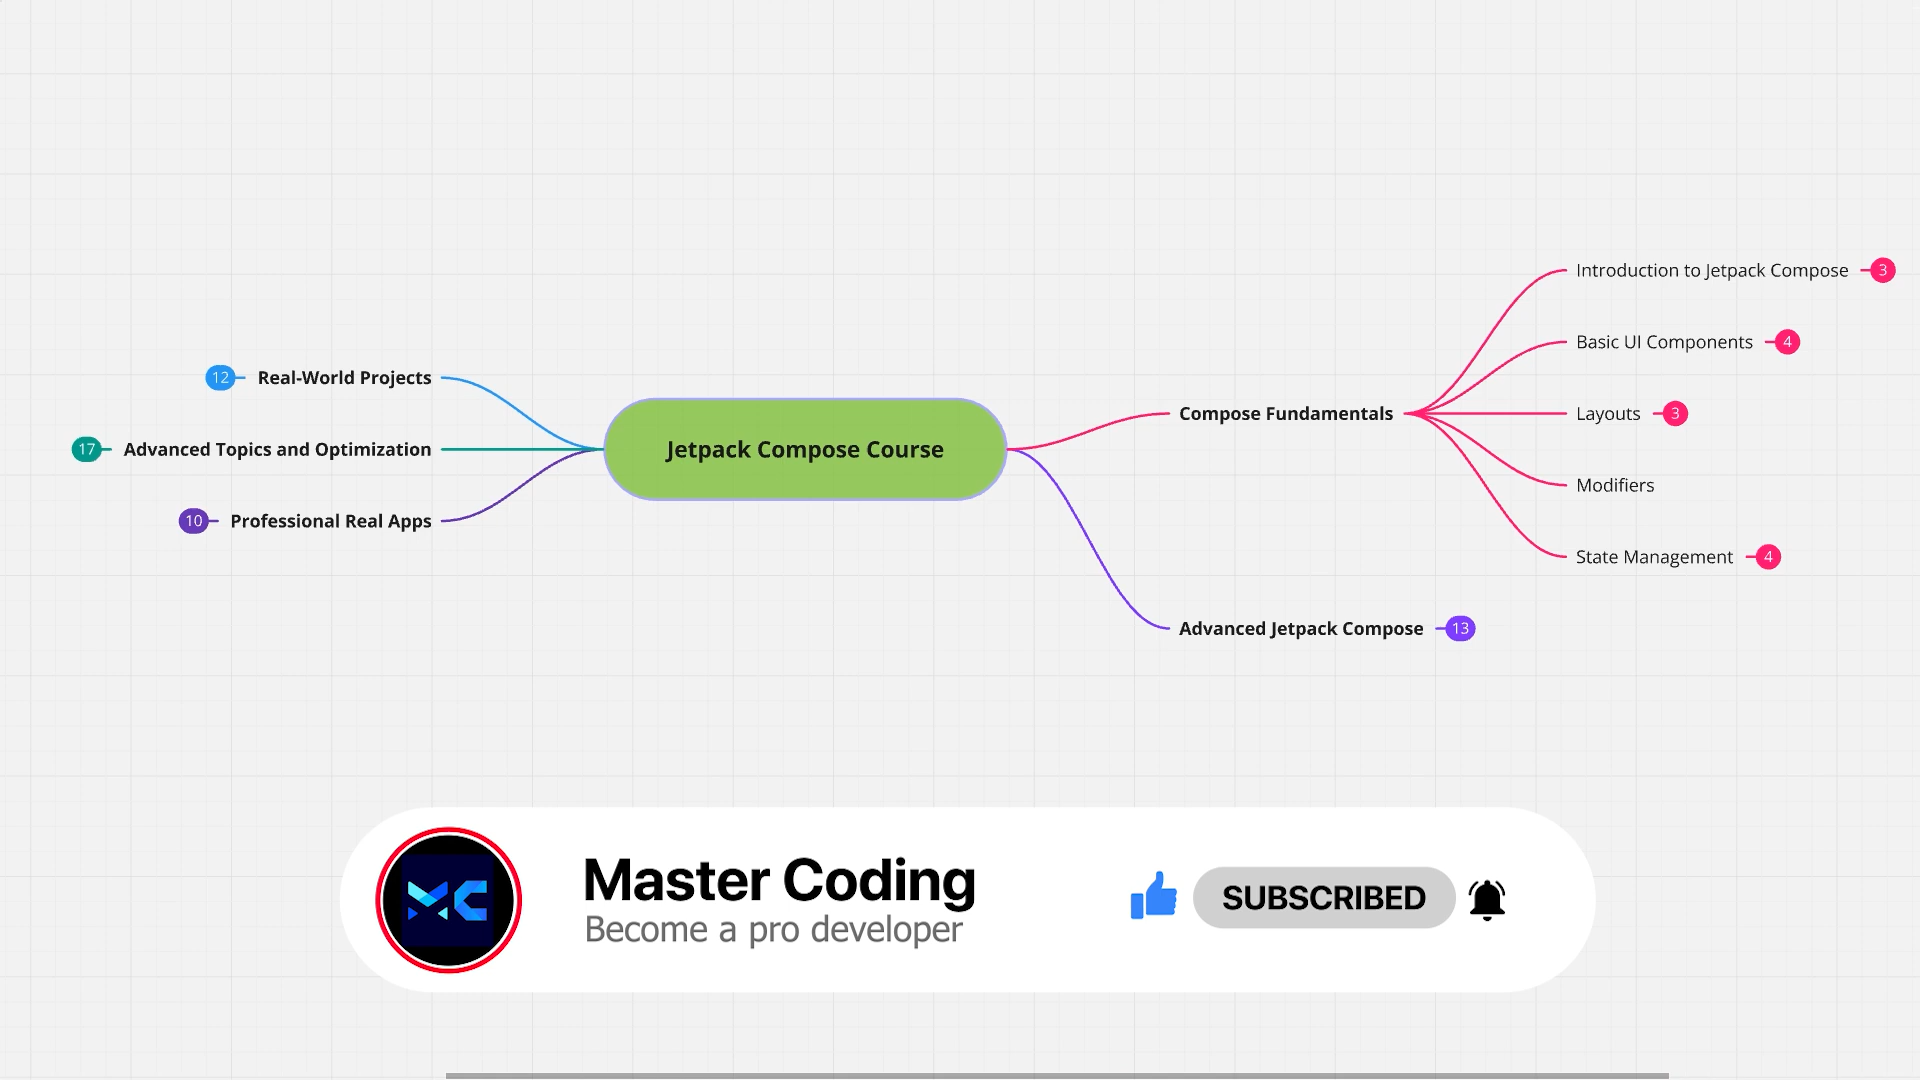 Introduction to Jetpack Compose 3
Basic UI Components 4
12 Real-World Projects
Compose Fundamentals
Layouts 3
17 Advanced Topics and Optimization
Jetpack Compose Course
Modifiers
10 Professional Real Apps
State Management 4
Advanced Jetpack Compose 13
MC
Master Coding
Become a pro developer
SUBSCRIBED